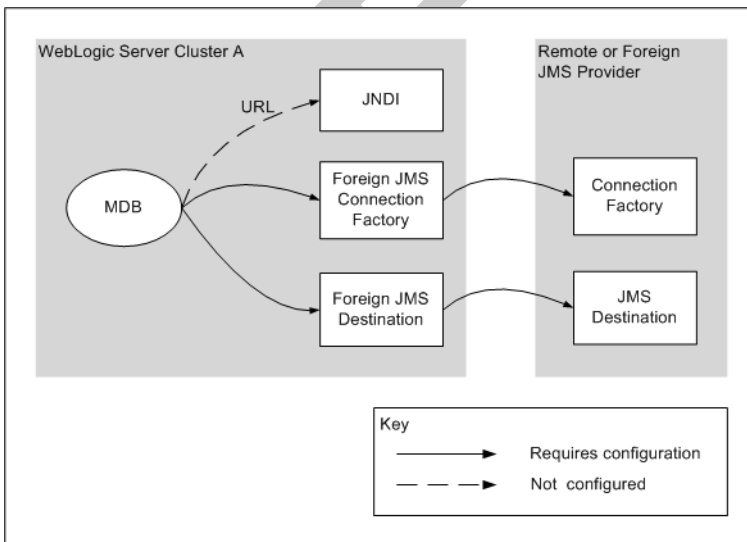 WebLogic Server Cluster A
Remote or Foreign
JMS Provider
URL
JNDI
MDB
Foreign JMS
Connection
Factory
Connection
Factory
Foreign JMS
Destination
JMS
Destination
Key
Requires configuration
Not configured